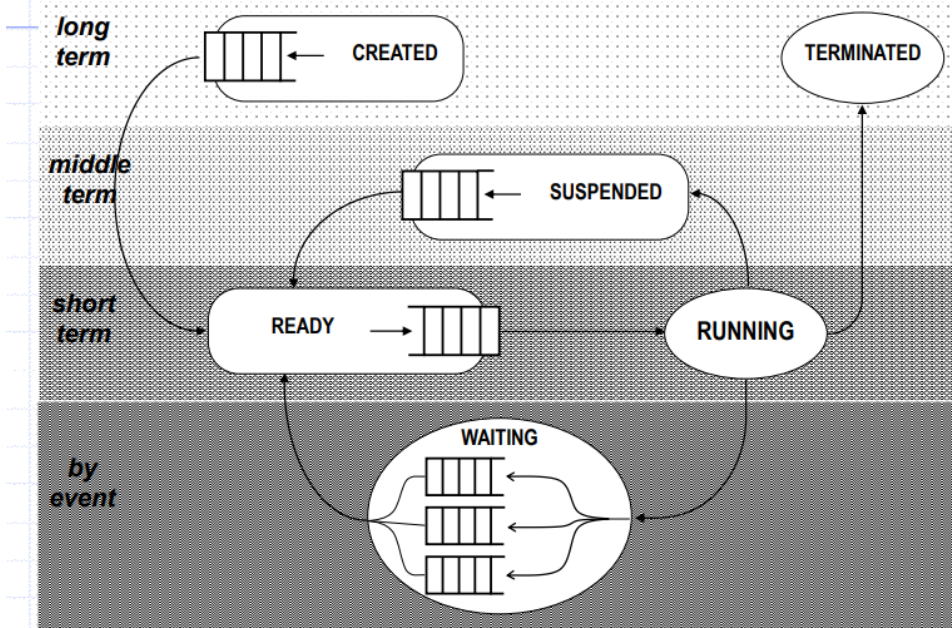 long
term
CREATED
TERMINATED
middle
term
SUSPENDED
short
term
READY
RUNNING
WAITING
by
event